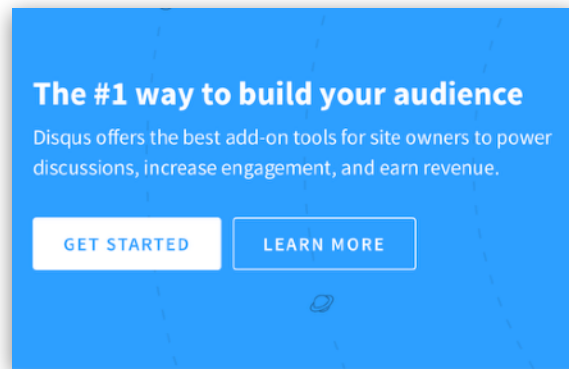 The #1 way to build your audience
Disqus offers the best add-on tools for site owners to power
discussions, increase engagement, and earn revenue.
GET STARTED
LEARN MORE